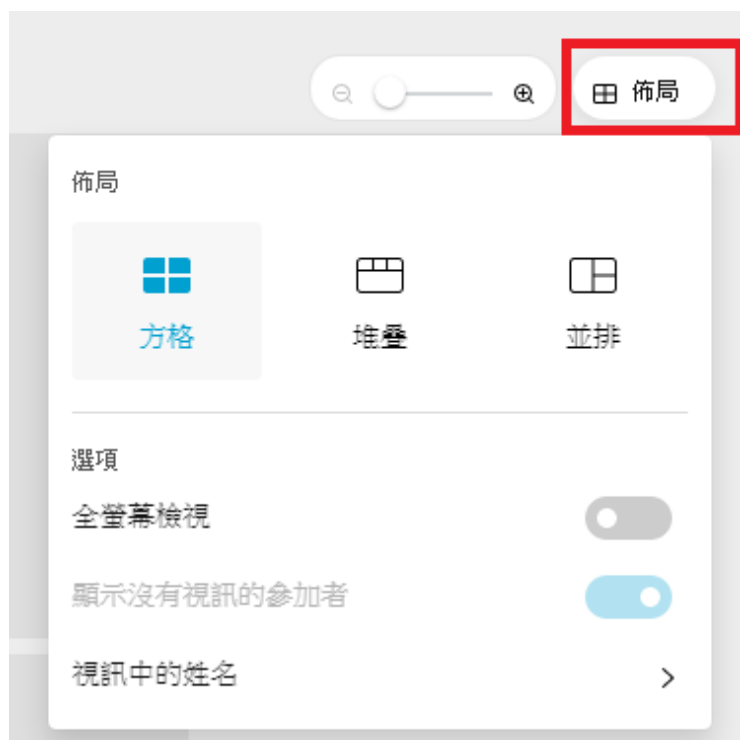 佈局
佈局
方格
堆疊
並排
選項
全螢幕檢視
顯示沒有視訊的參加者
視訊中的姓名